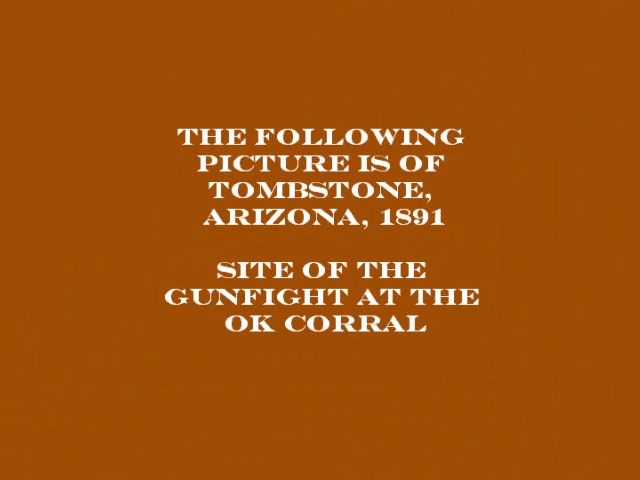 THE FOLLOWING
PICTURE IS OF
TOMBSTONE,
ARIZONA, 1891
SITE OF THE
GUNFIGHT AT THE
OK CORRAL